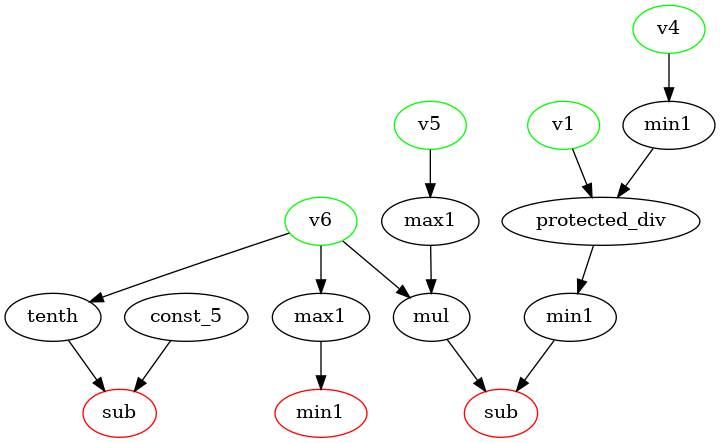 v4
v5
v1
min1
v6
max1
protected_div
tenth
const_5
max1
mul
min1
sub
min1
sub